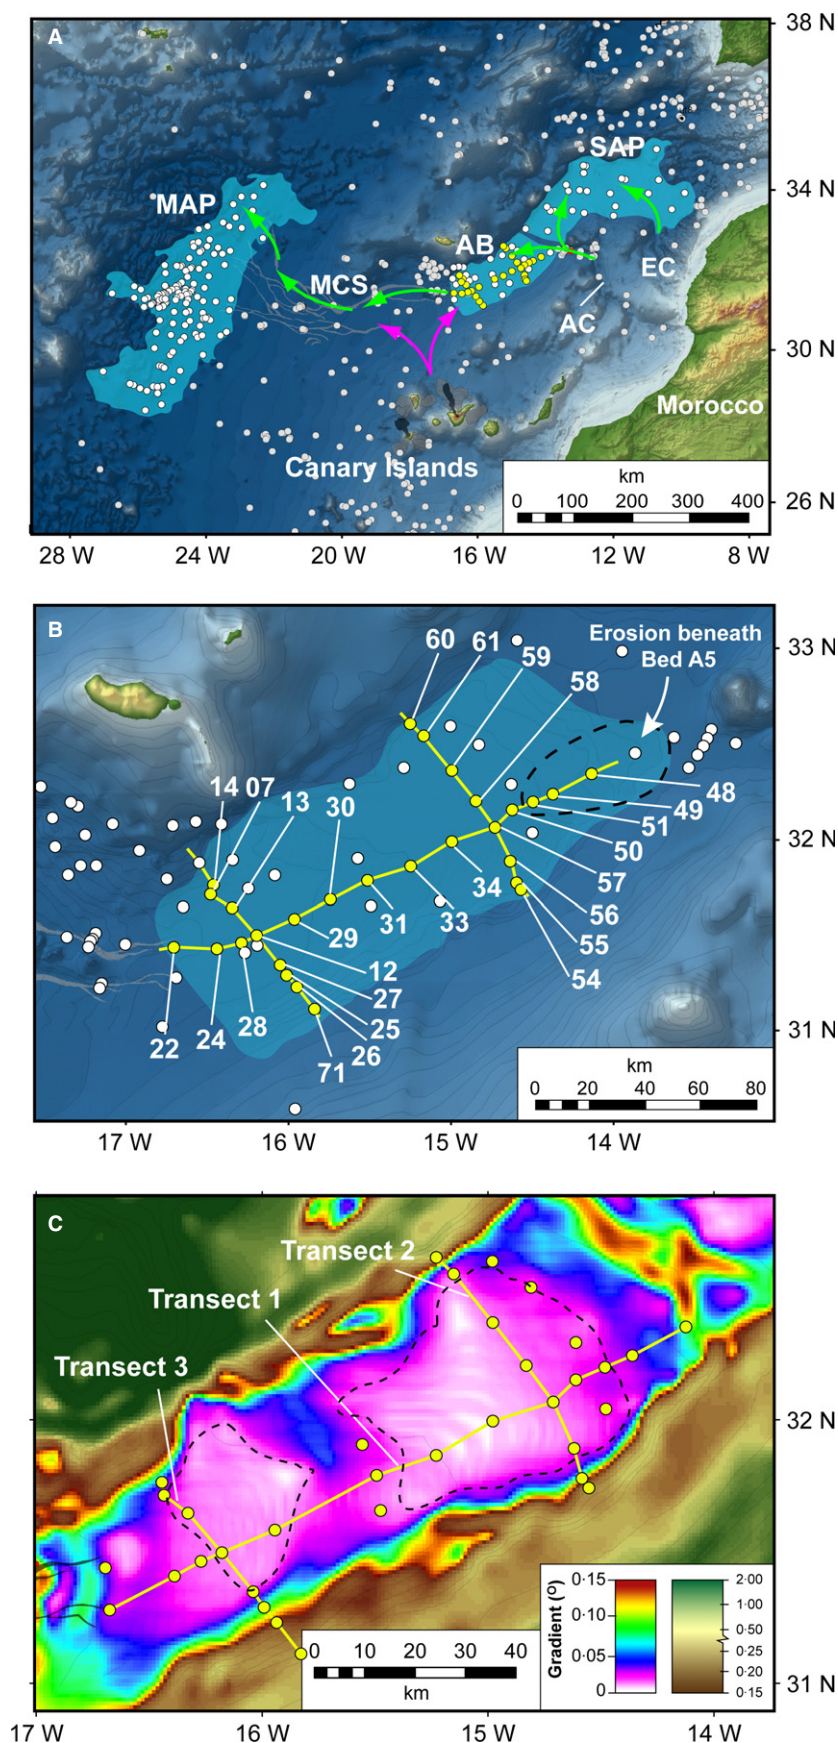 A
38 N
SAP
34 N
MAP
AB
MCS
EC
AC
30 N
Morocco
Canary Islands
km
0 100 200 300 400
26 N
28 W 24 W 20 W 16 W 12 W 8 W
B
33 N
60
61
59
58
Erosion beneath
Bed A5
14
07
13
30
48
49
51
50
32 N
57
34
56
33
31
55
29
54
12
27
28
25
24
26
22
71
31 N
km
0 20 40 60 80
17 W 16 W 15 W 14 W
C
Transect 2
Transect 1
Transect 3
32 N
Gradient (º)
0·15
0·10
0·05
0
2·00
1·00
0·50
0·25
0·20
0·15
0 10 20 30 40
km
31 N
17 W 16 W 15 W 14 W